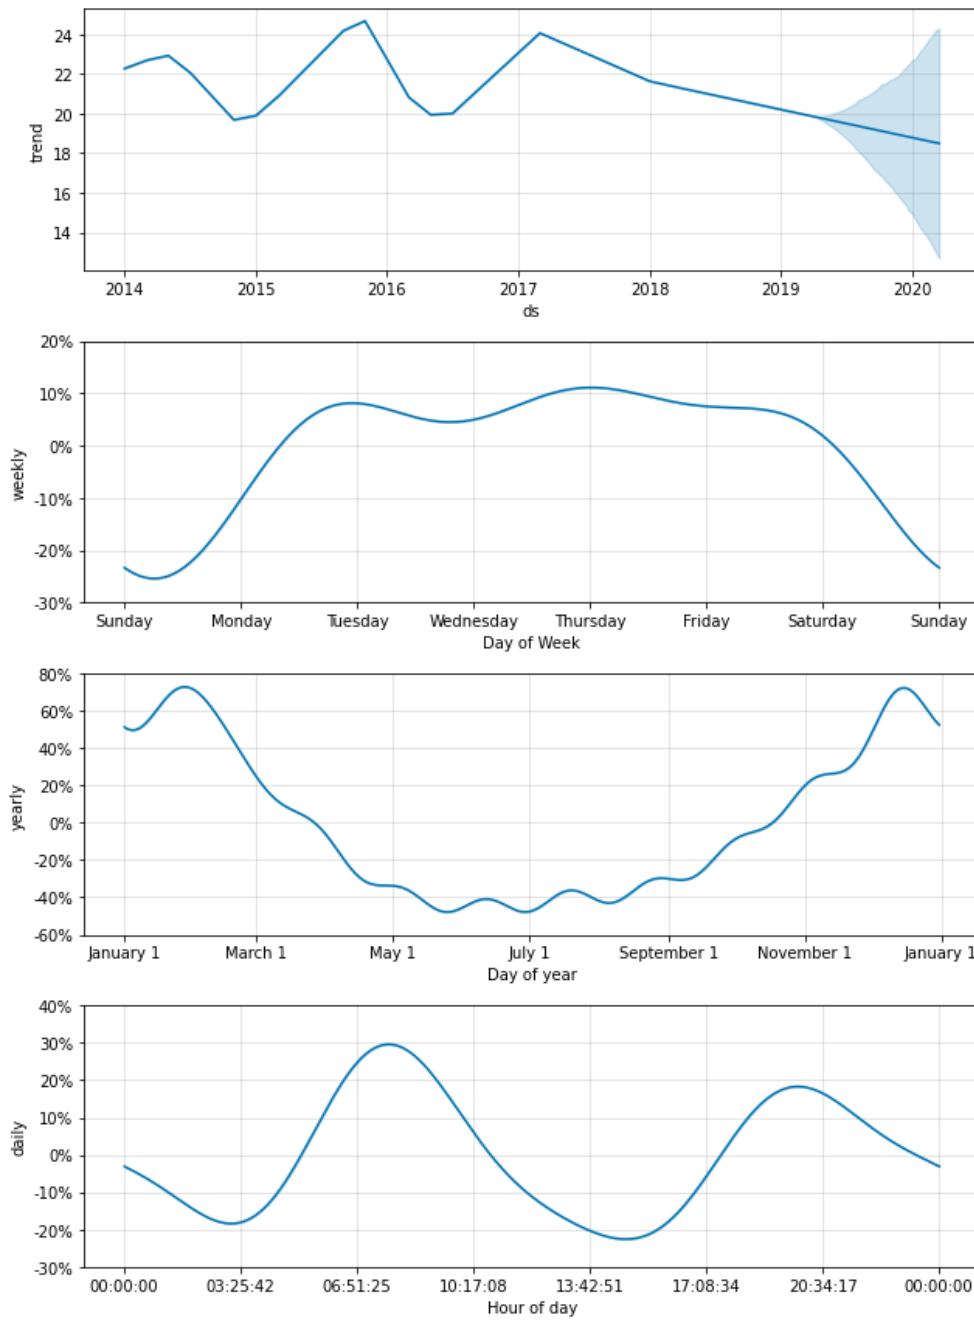 24
22
20
18
16
14
trend
2014 2015 2016 2017 2018 2019 2020
ds
20%
10%
0%
-10%
-20%
-30%
weekly
Sunday Monday Tuesday Wednesday Thursday Friday Saturday Sunday
Day of Week
80%
60%
40%
20%
0%
-20%
-40%
-60%
yearly
January 1 March 1 May 1 July 1 September 1 November 1 January 1
Day of year
40%
30%
20%
10%
0%
-10%
-20%
-30%
daily
00:00:00 03:25:42 06:51:25 10:17:08 13:42:51 17:08:34 20:34:17 00:00:00
Hour of day